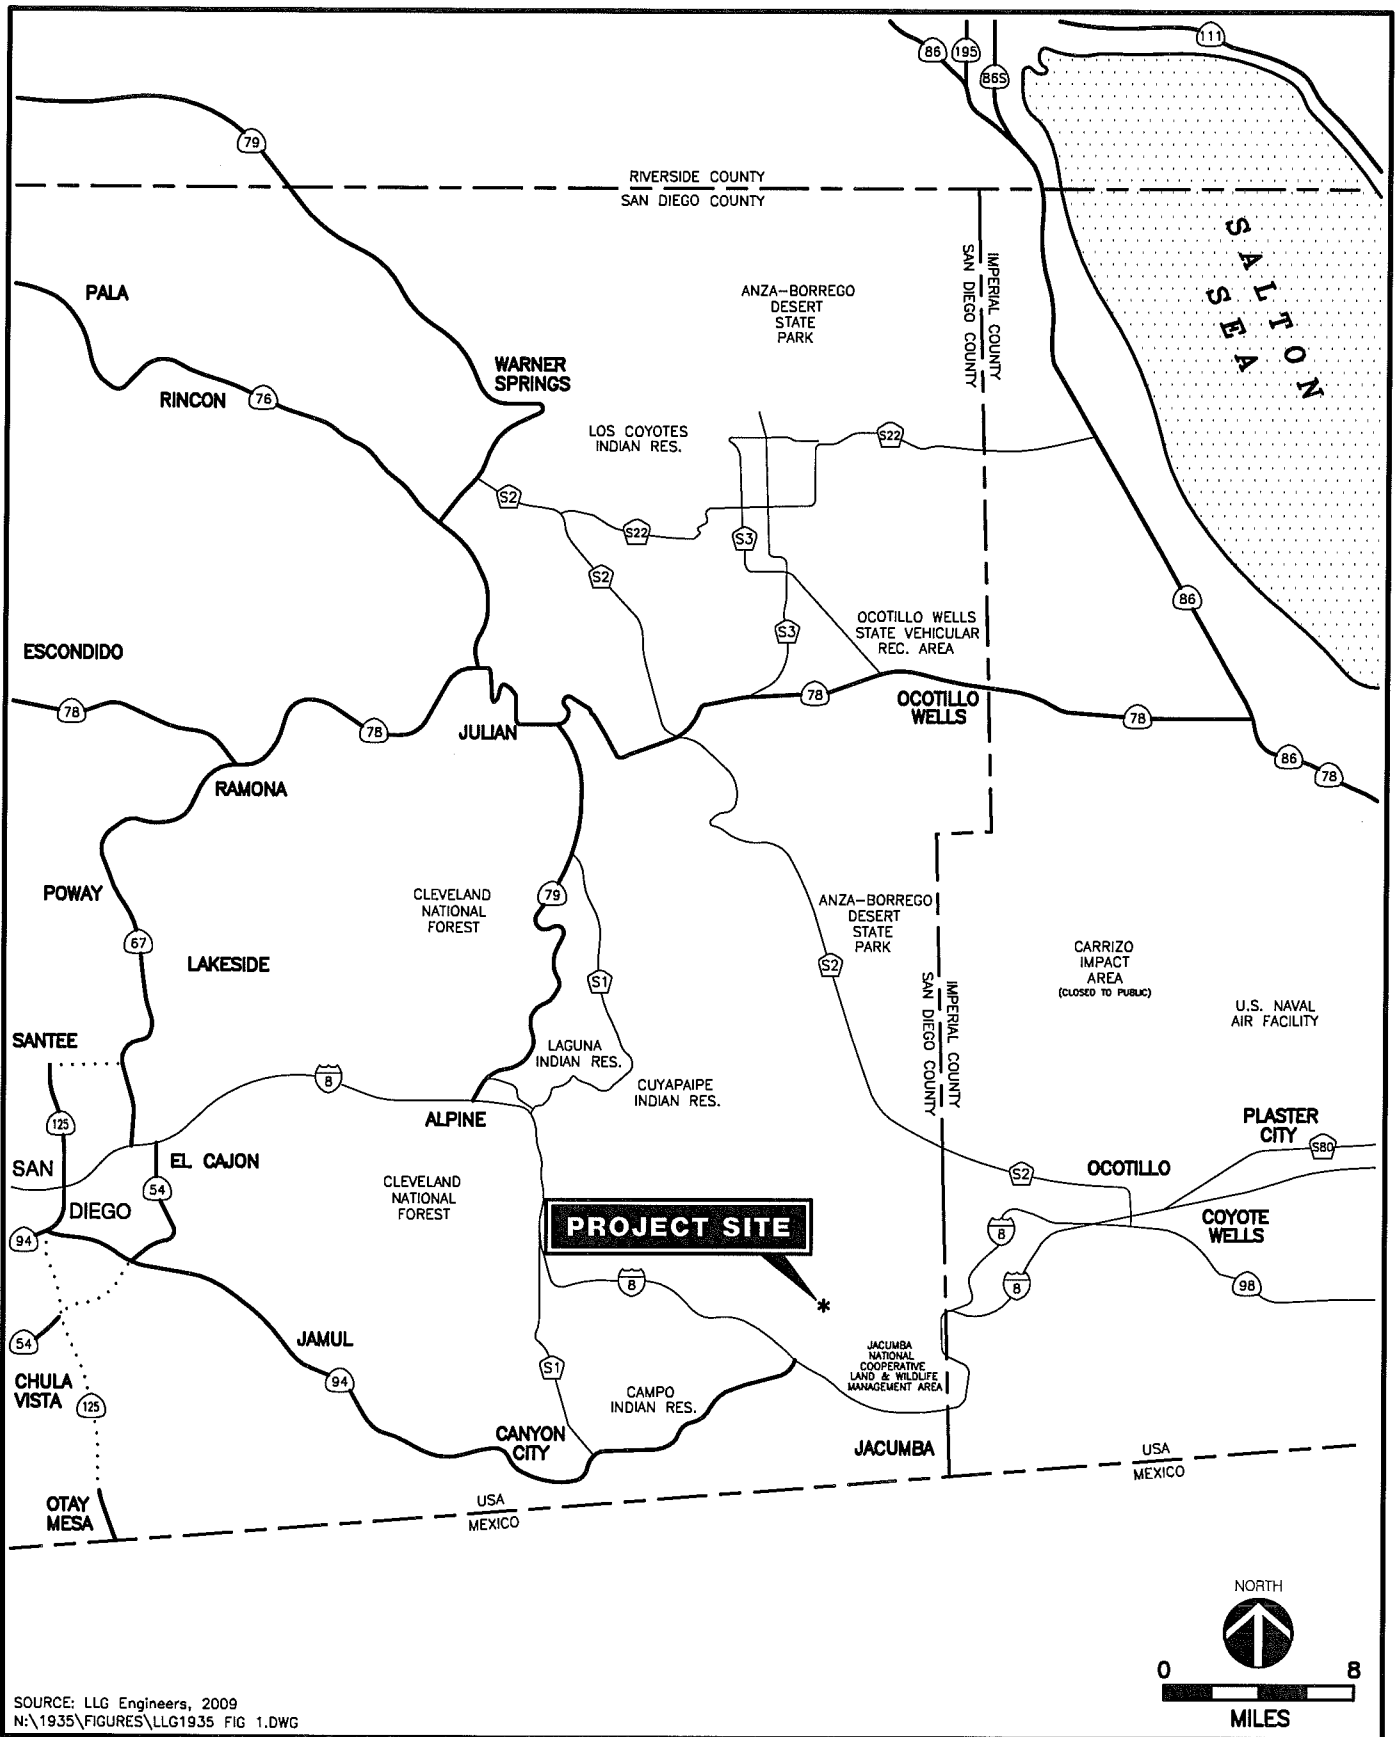 86
195
86S
111
79
RIVERSIDE COUNTY
SAN DIEGO COUNTY
SALTON
SEA
IMPERIAL COUNTY
SAN DIEGO COUNTY
PALA
ANZA-BORREGO
DESERT
STATE
PARK
WARNER
SPRINGS
RINCON
76
LOS COYOTES
INDIAN RES.
S22
S2
S22
S3
S2
86
S3
OCOTILLO WELLS
STATE VEHICULAR
REC. AREA
ESCONDIDO
78
78
JULIAN
78
OCOTILLO
WELLS
78
86
78
RAMONA
POWAY
CLEVELAND
NATIONAL
FOREST
79
ANZA-BORREGO
DESERT
STATE
PARK
67
LAKESIDE
S2
S1
CARRIZO
IMPACT
AREA
(CLOSED TO PUBLIC)
U.S. NAVAL
AIR FACILITY
IMPERIAL COUNTY
SAN DIEGO COUNTY
SANTEE
LAGUNA
INDIAN RES.
8
CUYAPAIPE
INDIAN RES.
ALPINE
125
PLASTER
CITY
S80
SAN
DIEGO
EL CAJON
54
CLEVELAND
NATIONAL
FOREST
S2
OCOTILLO
COYOTE
WELLS
94
PROJECT SITE
*
8
8
8
98
54
JAMUL
94
JACUMBA
NATIONAL
COOPERATIVE
LAND & WILDLIFE
MANAGEMENT AREA
S1
CHULA
VISTA
125
CAMPO
INDIAN RES.
CANYON
CITY
JACUMBA
USA
MEXICO
OTAY
MESA
USA
MEXICO
NORTH
0 8
MILES
SOURCE: LLG Engineers, 2009
N:\1935\FIGURES\LLG1935 FIG 1.DWG